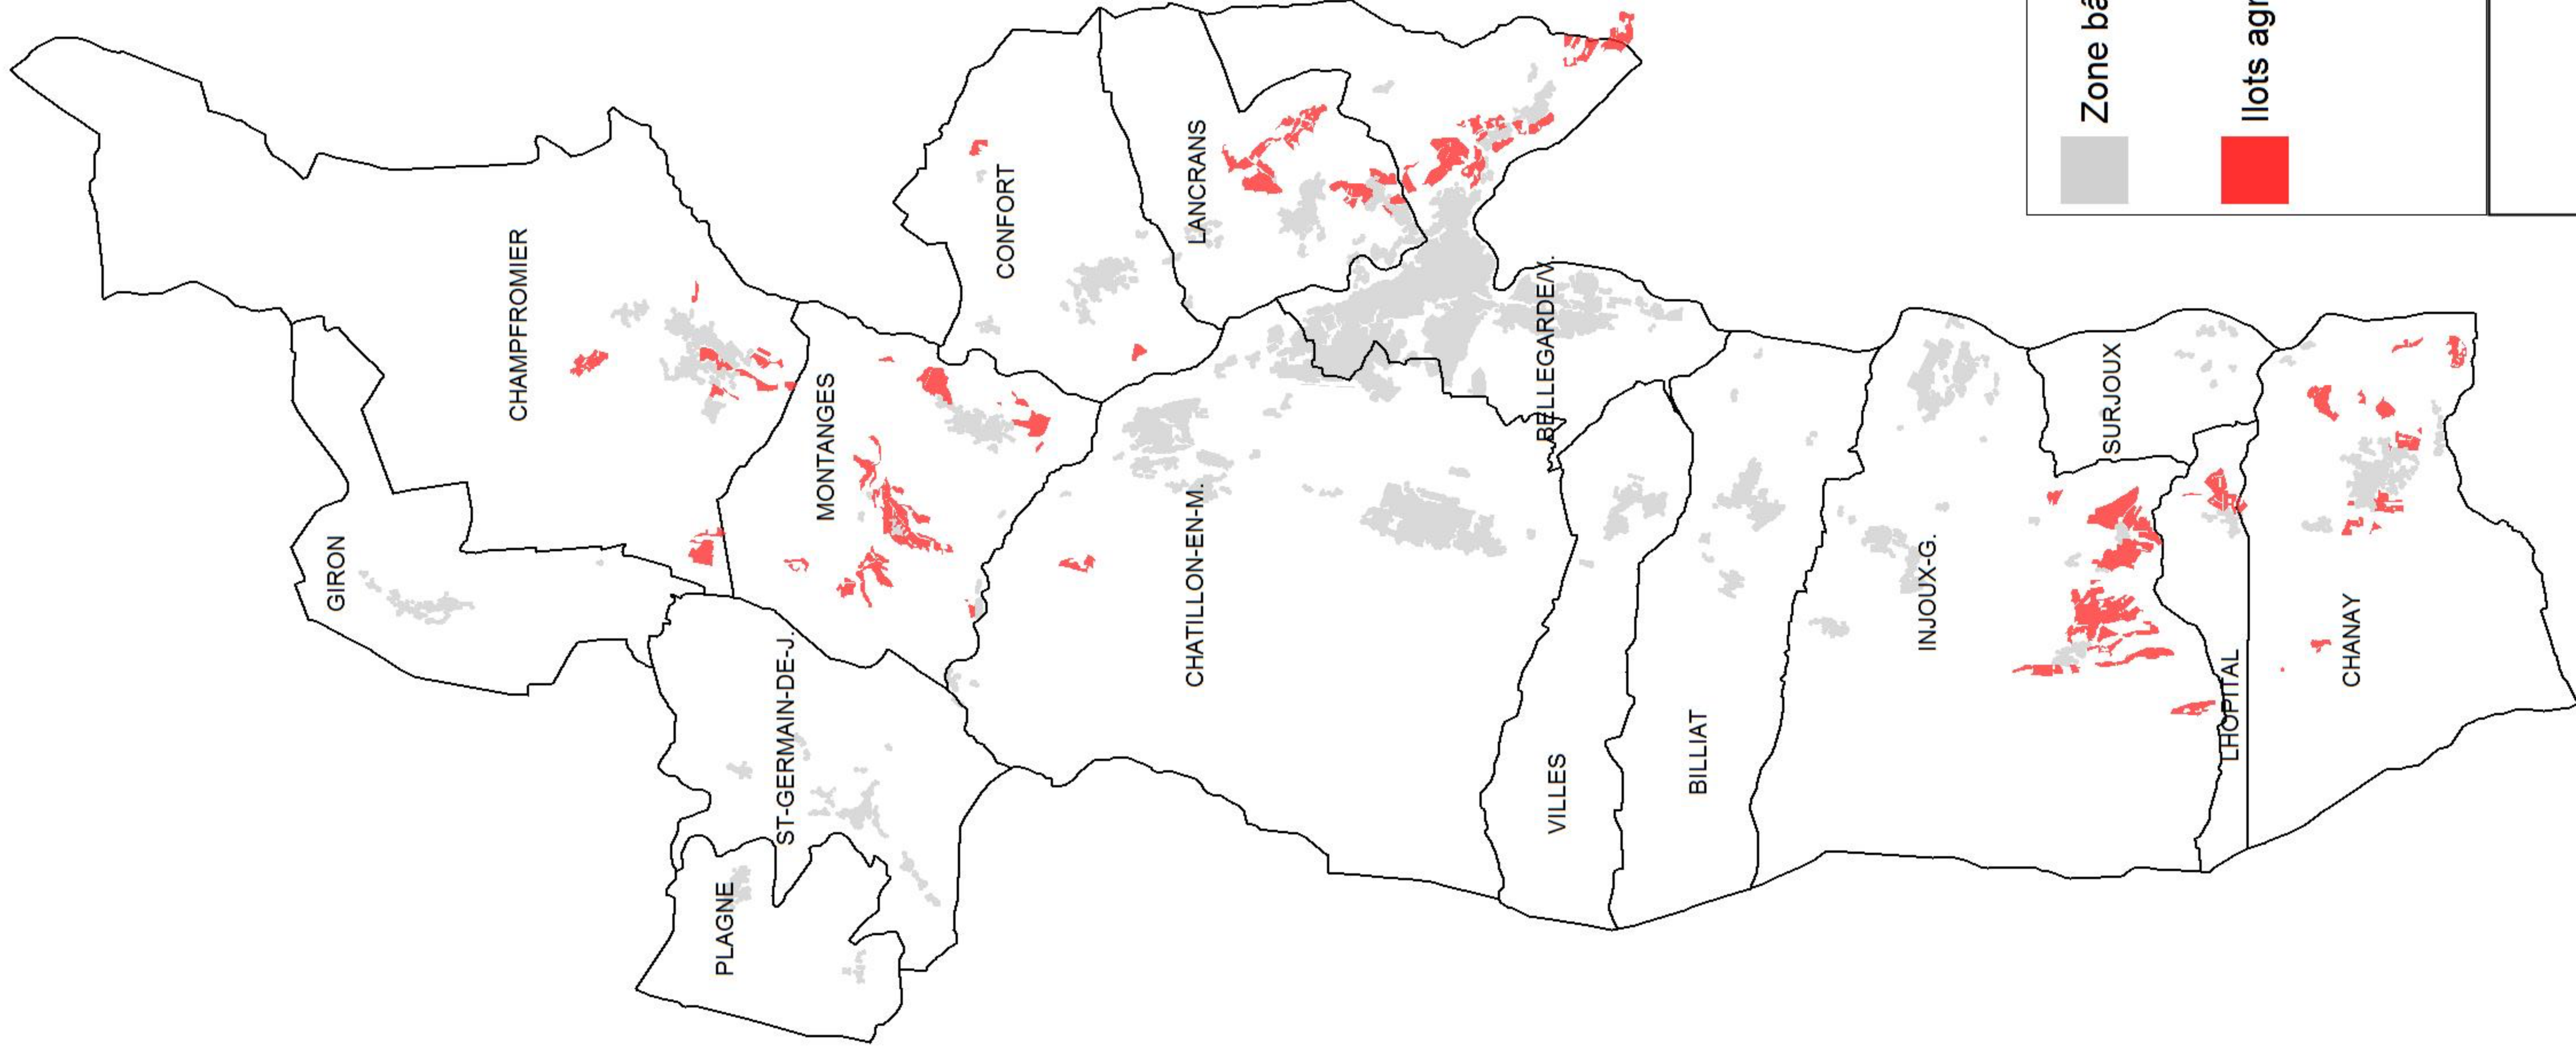 GIRON
CHAMPFROMIER
PLAGNE
ST-GERMAIN-DE-J.
MONTANGES
CONFORT
CHATILLON-EN-M.
LANCRANS
BELLEGARDE/V.
VILLES
BILLIAT
INJOUX-G.
SURJOUX
LHOPITAL
CHANAY
Zone bâ
Ilots agr